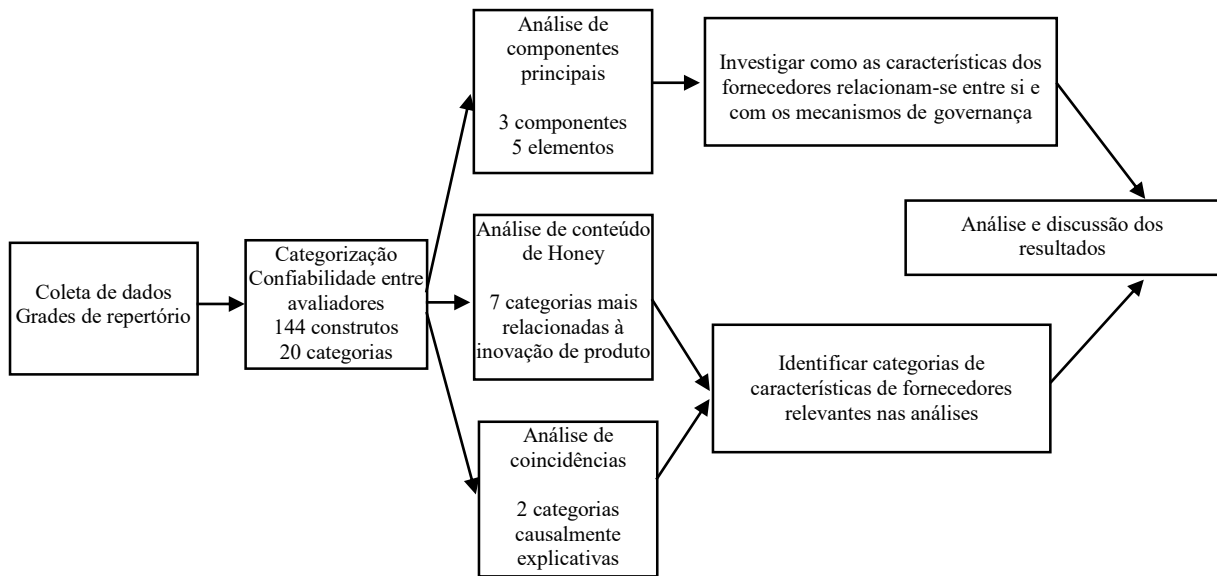 Coleta de dados
Grades de repertório
Categorização
Confiabilidade entre
avaliadores
144 construtos
20 categorias
Análise de
componentes
principais
3 componentes
5 elementos
Análise de conteúdo
de Honey
7 categorias mais
relacionadas à
inovação de produto
Análise de
coincidências
2 categorias
causalmente
explicativas
Investigar como as características dos
fornecedores relacionam-se entre si e
com os mecanismos de governança
Identificar categorias de
características de fornecedores
relevantes nas análises
Análise e discussão dos
resultados